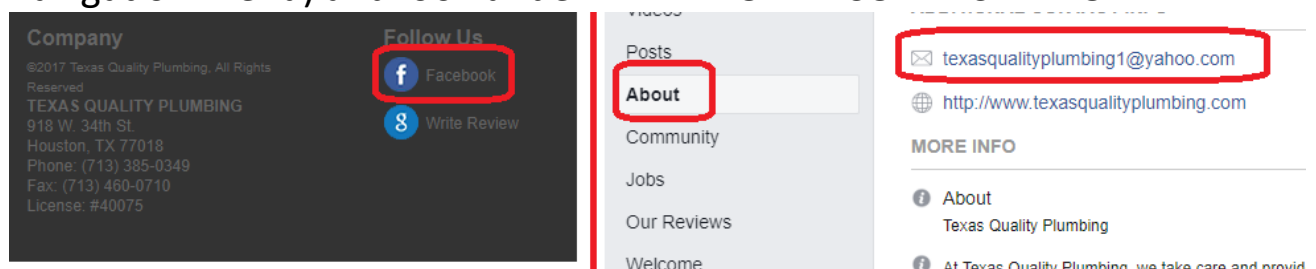 Company
©2017 Texas Quality Plumbing, All Rights
Reserved
TEXAS QUALITY PLUMBING
918 W. 34th St.
Houston, TX 77018
Phone: (713) 385-0349
Fax: (713) 460-0710
License: #40075
Follow Us
Facebook
Write Review
Videos
Posts
About
Community
Jobs
Our Reviews
Welcome
texasqualityplumbing1@yahoo.com
http://www.texasqualityplumbing.com
MORE INFO
About
Texas Quality Plumbing
At Texas Quality Plumbing, we take care and provid